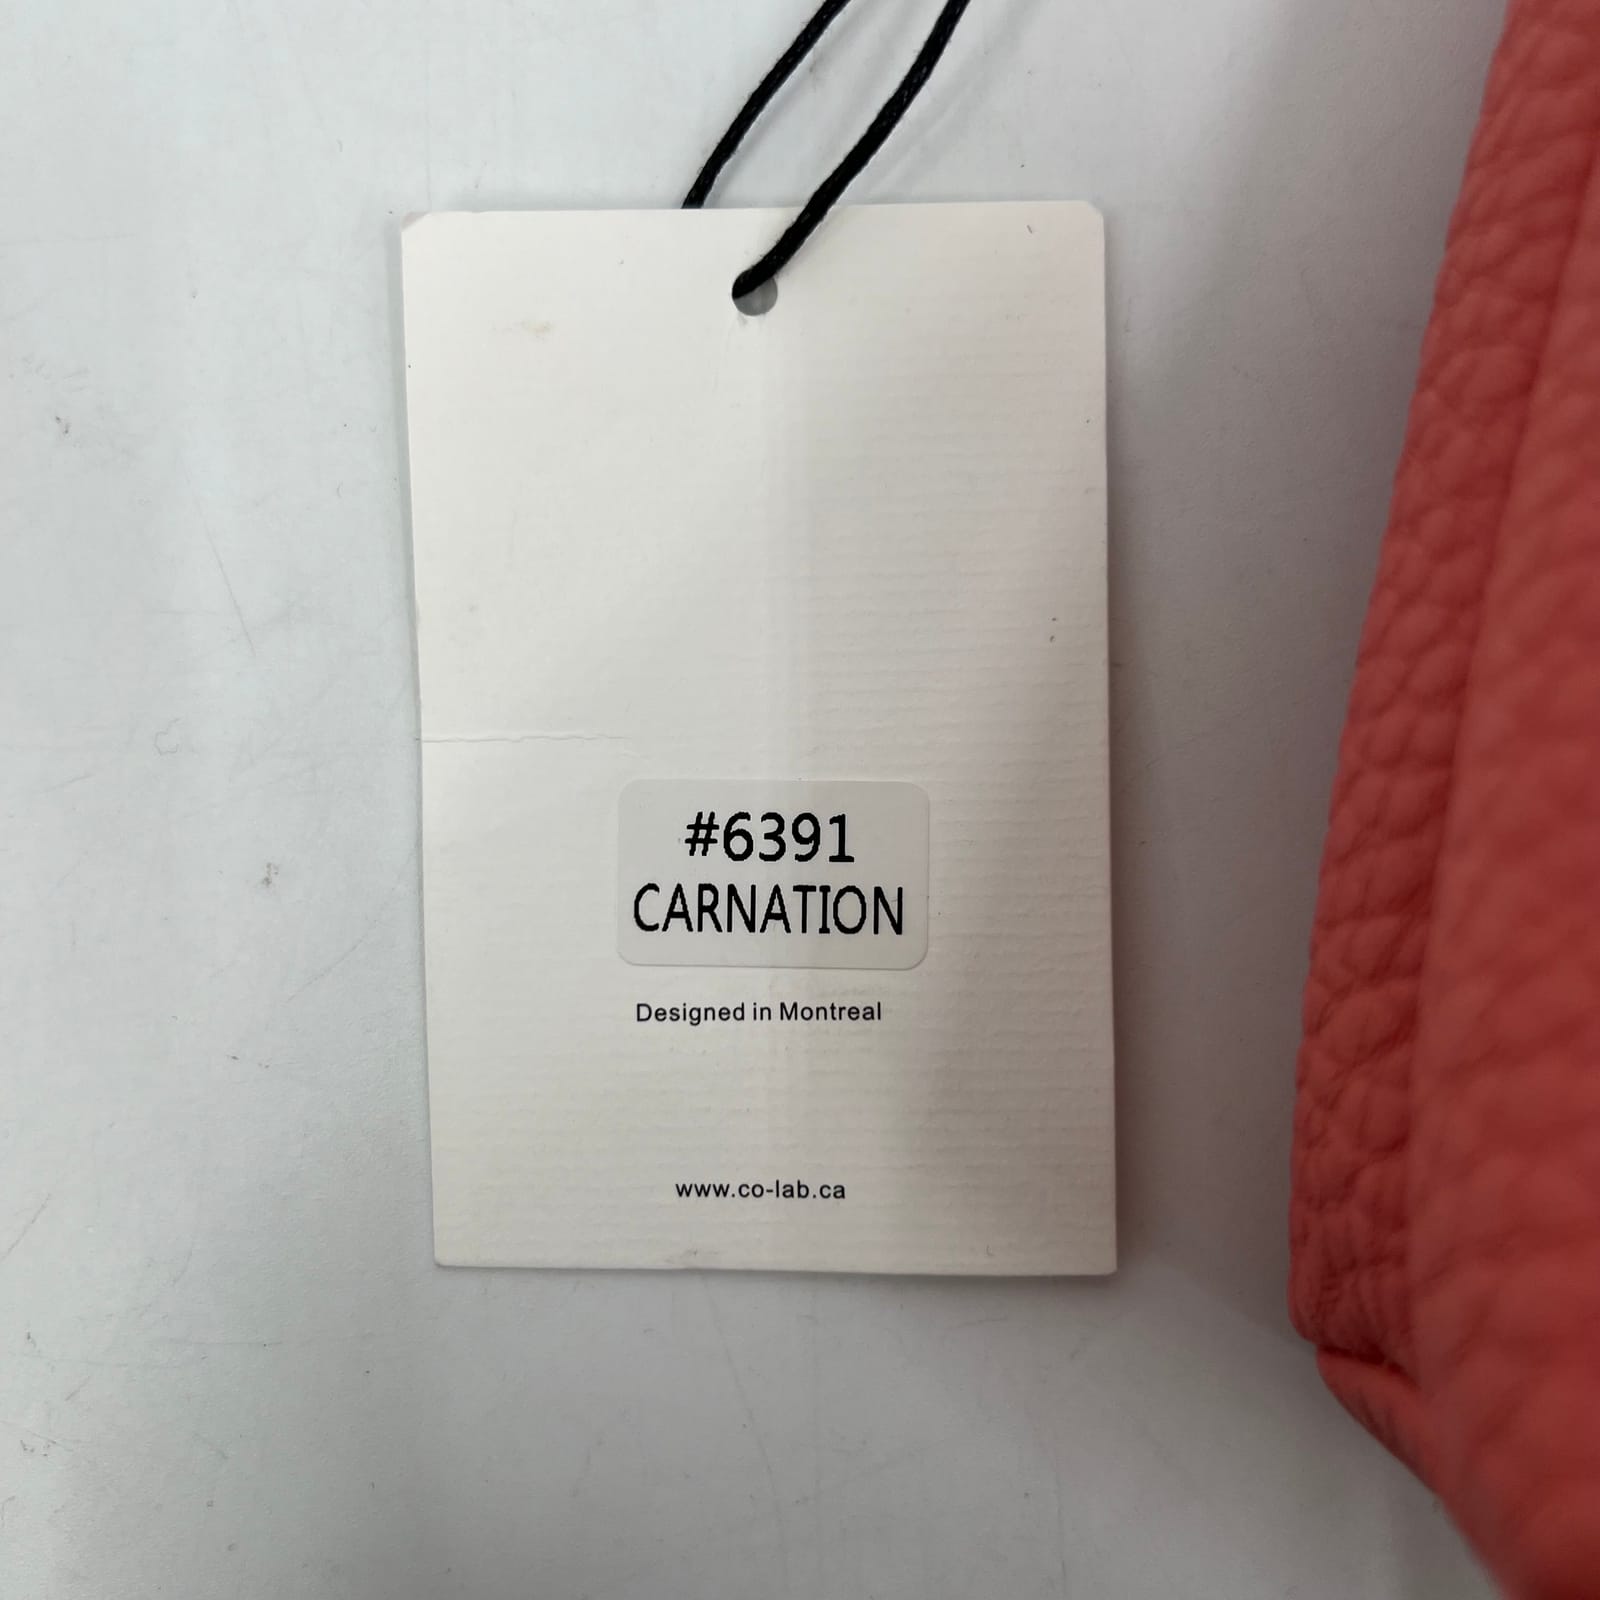 #6391
CARNATION
Designed in Montreal
www.co-lab.ca